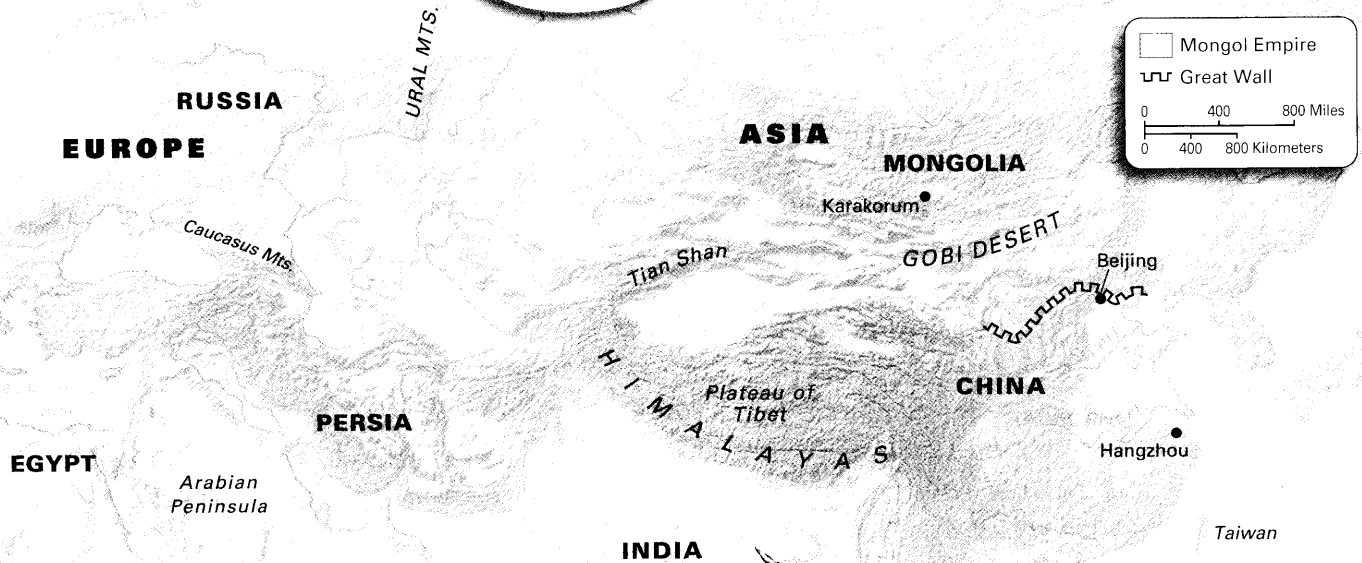 URAL MTS.
RUSSIA
EUROPE
ASIA
MONGOLIA
Karakorum
Caucasus Mts.
Tian Shan
GOBI DESERT
Beijing
HIMALAYAS
Plateau of
Tibet
CHINA
PERSIA
EGYPT
Arabian
Peninsula
Hangzhou
INDIA
Taiwan
Mongol Empire
Great Wall
0 400 800 Miles
0 400 800 Kilometers